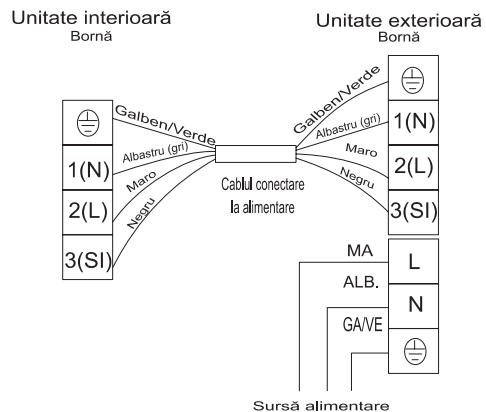 Unitate interioară
Bornă
Unitate exterioară
Bornă
Galben/Verde
Albastru (gri)
Maro
Negru
1(N)
2(L)
3(SI)
Cablul conectare
la alimentare
Galben/Verde
Albastru (gri)
Maro
Negru
1(N)
2(L)
3(SI)
MA
L
ALB.
N
GA/VE
Sursă alimentare